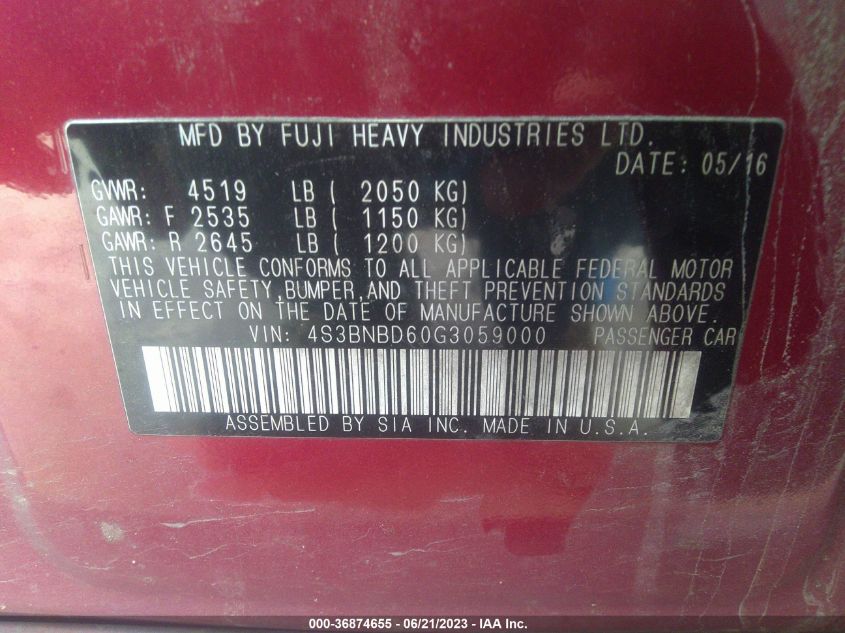 MFD BY FUJI HEAVY INDUSTRIES LTD.
DATE: 05/16
GVWR: 4519 LB ( 2050 KG)
GAWR: F 2535 LB ( 1150 KG)
GAWR: R 2645 LB ( 1200 KG)
THIS VEHICLE CONFORMS TO ALL APPLICABLE FEDERAL MOTOR
VEHICLE SAFETY,BUMPER,AND THEFT PREVENTION STANDARDS
IN EFFECT ON THE DATE OF MANUFACTURE SHOWN ABOVE.
VIN: 4S3BNBD60G3059000 PASSENGER CAR
ASSEMBLED BY SIA INC. MADE IN U.S.A.
000-36874655 - 06/21/2023 - IAA Inc.